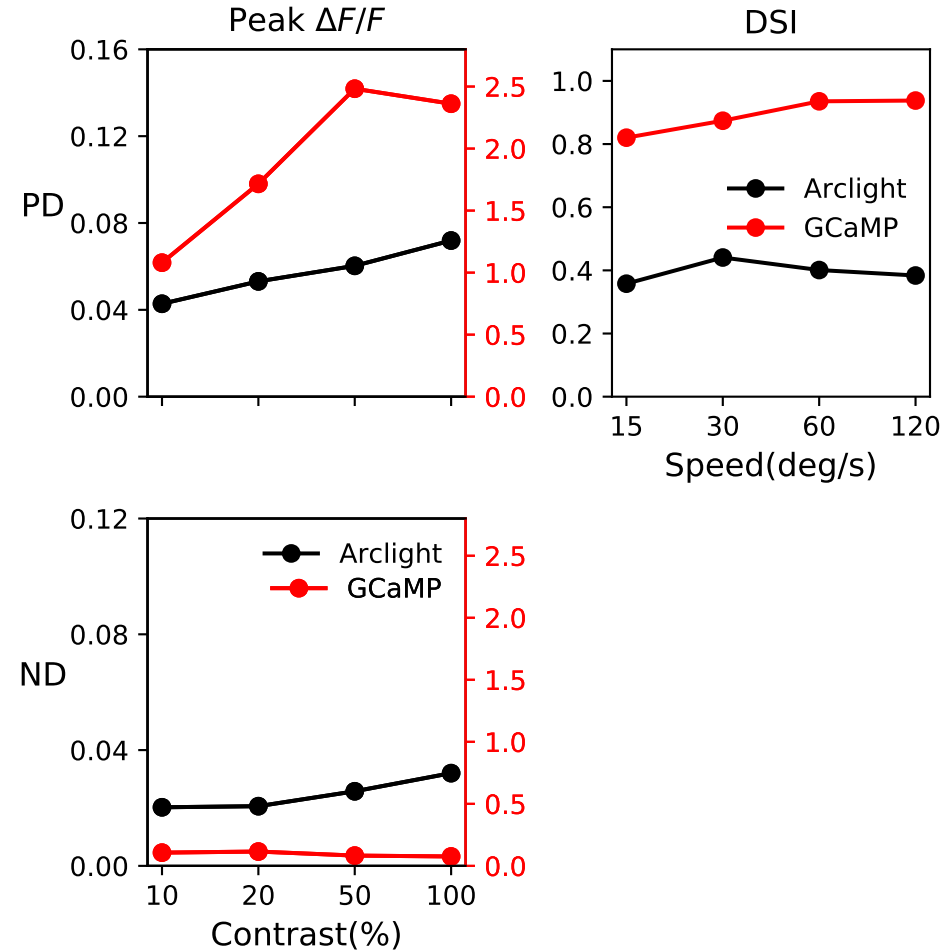 Peak ΔF/F
PD
0.16
0.12
0.08
0.04
0.00
2.5
2.0
1.5
1.0
0.5
0.0
DSI
1.0
0.8
0.6
0.4
0.2
0.0
Arclight
GCaMP
15 30 60 120
Speed(deg/s)
ND
0.12
0.08
0.04
0.00
Arclight
GCaMP
2.5
2.0
1.5
1.0
0.5
0.0
10 20 50 100
Contrast(%)